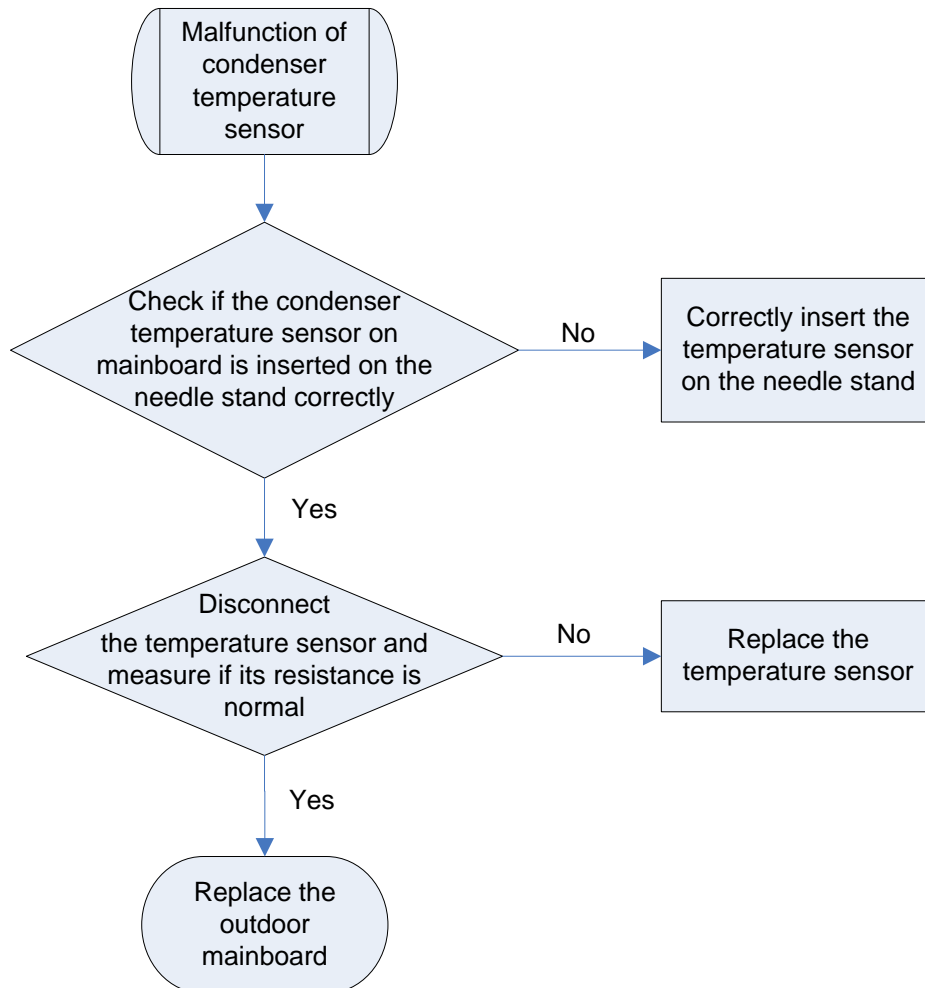 Malfunction of
condenser
temperature
sensor
Check if the condenser
temperature sensor on
mainboard is inserted on the
needle stand correctly
No
Correctly insert the
temperature sensor
on the needle stand
Yes
Disconnect
the temperature sensor and
measure if its resistance is
normal
No
Replace the
temperature sensor
Yes
Replace the
outdoor
mainboard